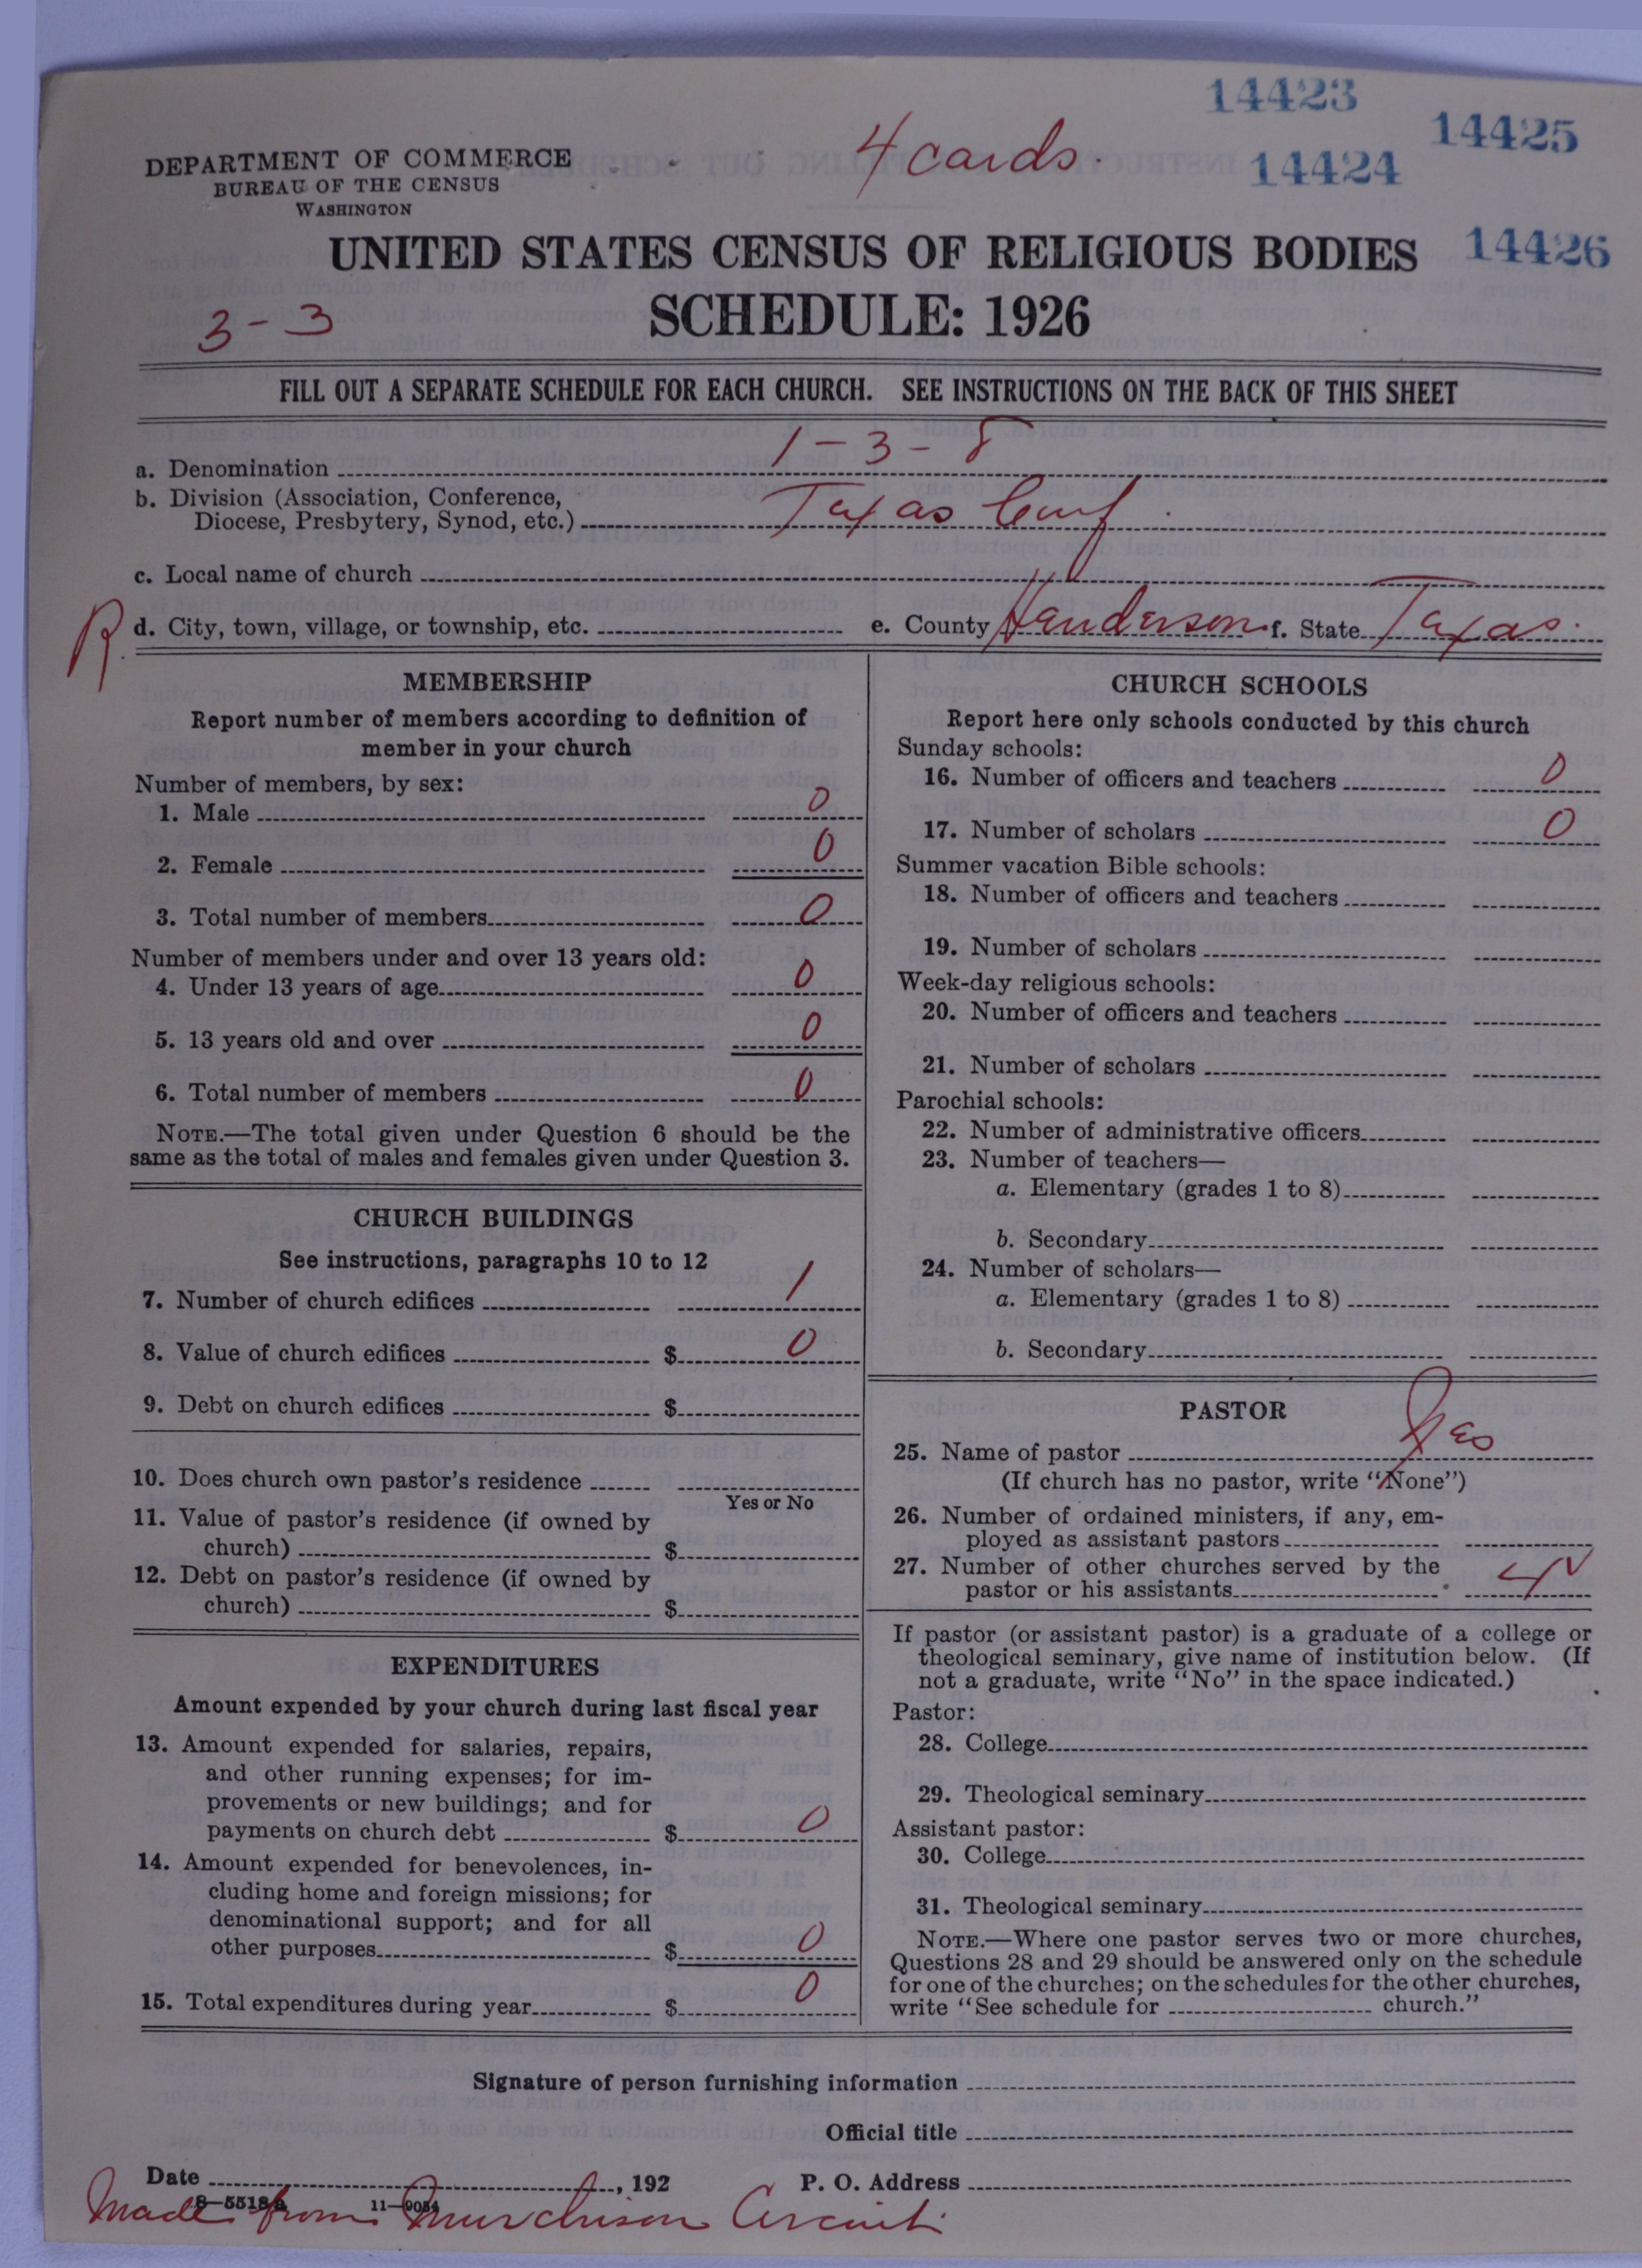 14423
14425
14424
14426
4 cards.
DEPARTMENT OF COMMERCE
BUREAU OF THE CENSUS
WASHINGTON
UNITED STATES CENSUS OF RELIGIOUS BODIES
SCHEDULE: 1926
3-3
FILL OUT A SEPARATE SCHEDULE FOR EACH CHURCH. SEE INSTRUCTIONS ON THE BACK OF THIS SHEET
a. Denomination 1-3-8
b. Division (Association, Conference,
Diocese, Presbytery, Synod, etc.) Texas Conf.
c. Local name of church
R
d. City, town, village, or township, etc. e. County Henderson f. State Texas.
MEMBERSHIP
Report number of members according to definition of
member in your church
Number of members, by sex:
1. Male 0
2. Female 0
3. Total number of members 0
Number of members under and over 13 years old:
4. Under 13 years of age 0
5. 13 years old and over 0
6. Total number of members 0
NOTE.—The total given under Question 6 should be the
same as the total of males and females given under Question 3.
CHURCH BUILDINGS
See instructions, paragraphs 10 to 12
7. Number of church edifices 1
8. Value of church edifices $ 0
9. Debt on church edifices $
10. Does church own pastor's residence
Yes or No
11. Value of pastor's residence (if owned by
church) $
12. Debt on pastor's residence (if owned by
church) $
EXPENDITURES
Amount expended by your church during last fiscal year
13. Amount expended for salaries, repairs,
and other running expenses; for im-
provements or new buildings; and for
payments on church debt $ 0
14. Amount expended for benevolences, in-
cluding home and foreign missions; for
denominational support; and for all
other purposes $ 0
15. Total expenditures during year $ 0
CHURCH SCHOOLS
Report here only schools conducted by this church
Sunday schools:
16. Number of officers and teachers 0
17. Number of scholars 0
Summer vacation Bible schools:
18. Number of officers and teachers
19. Number of scholars
Week-day religious schools:
20. Number of officers and teachers
21. Number of scholars
Parochial schools:
22. Number of administrative officers
23. Number of teachers—
a. Elementary (grades 1 to 8)
b. Secondary
24. Number of scholars—
a. Elementary (grades 1 to 8)
b. Secondary
PASTOR
25. Name of pastor Yes
(If church has no pastor, write "None")
26. Number of ordained ministers, if any, em-
ployed as assistant pastors
27. Number of other churches served by the
pastor or his assistants 4 ✓
If pastor (or assistant pastor) is a graduate of a college or
theological seminary, give name of institution below. (If
not a graduate, write "No" in the space indicated.)
Pastor:
28. College
29. Theological seminary
Assistant pastor:
30. College
31. Theological seminary
NOTE.—Where one pastor serves two or more churches,
Questions 28 and 29 should be answered only on the schedule
for one of the churches; on the schedules for the other churches,
write "See schedule for church."
Signature of person furnishing information
Official title
Date , 192 P. O. Address
8-5518a 11-9054
Made from Murchison Circuit